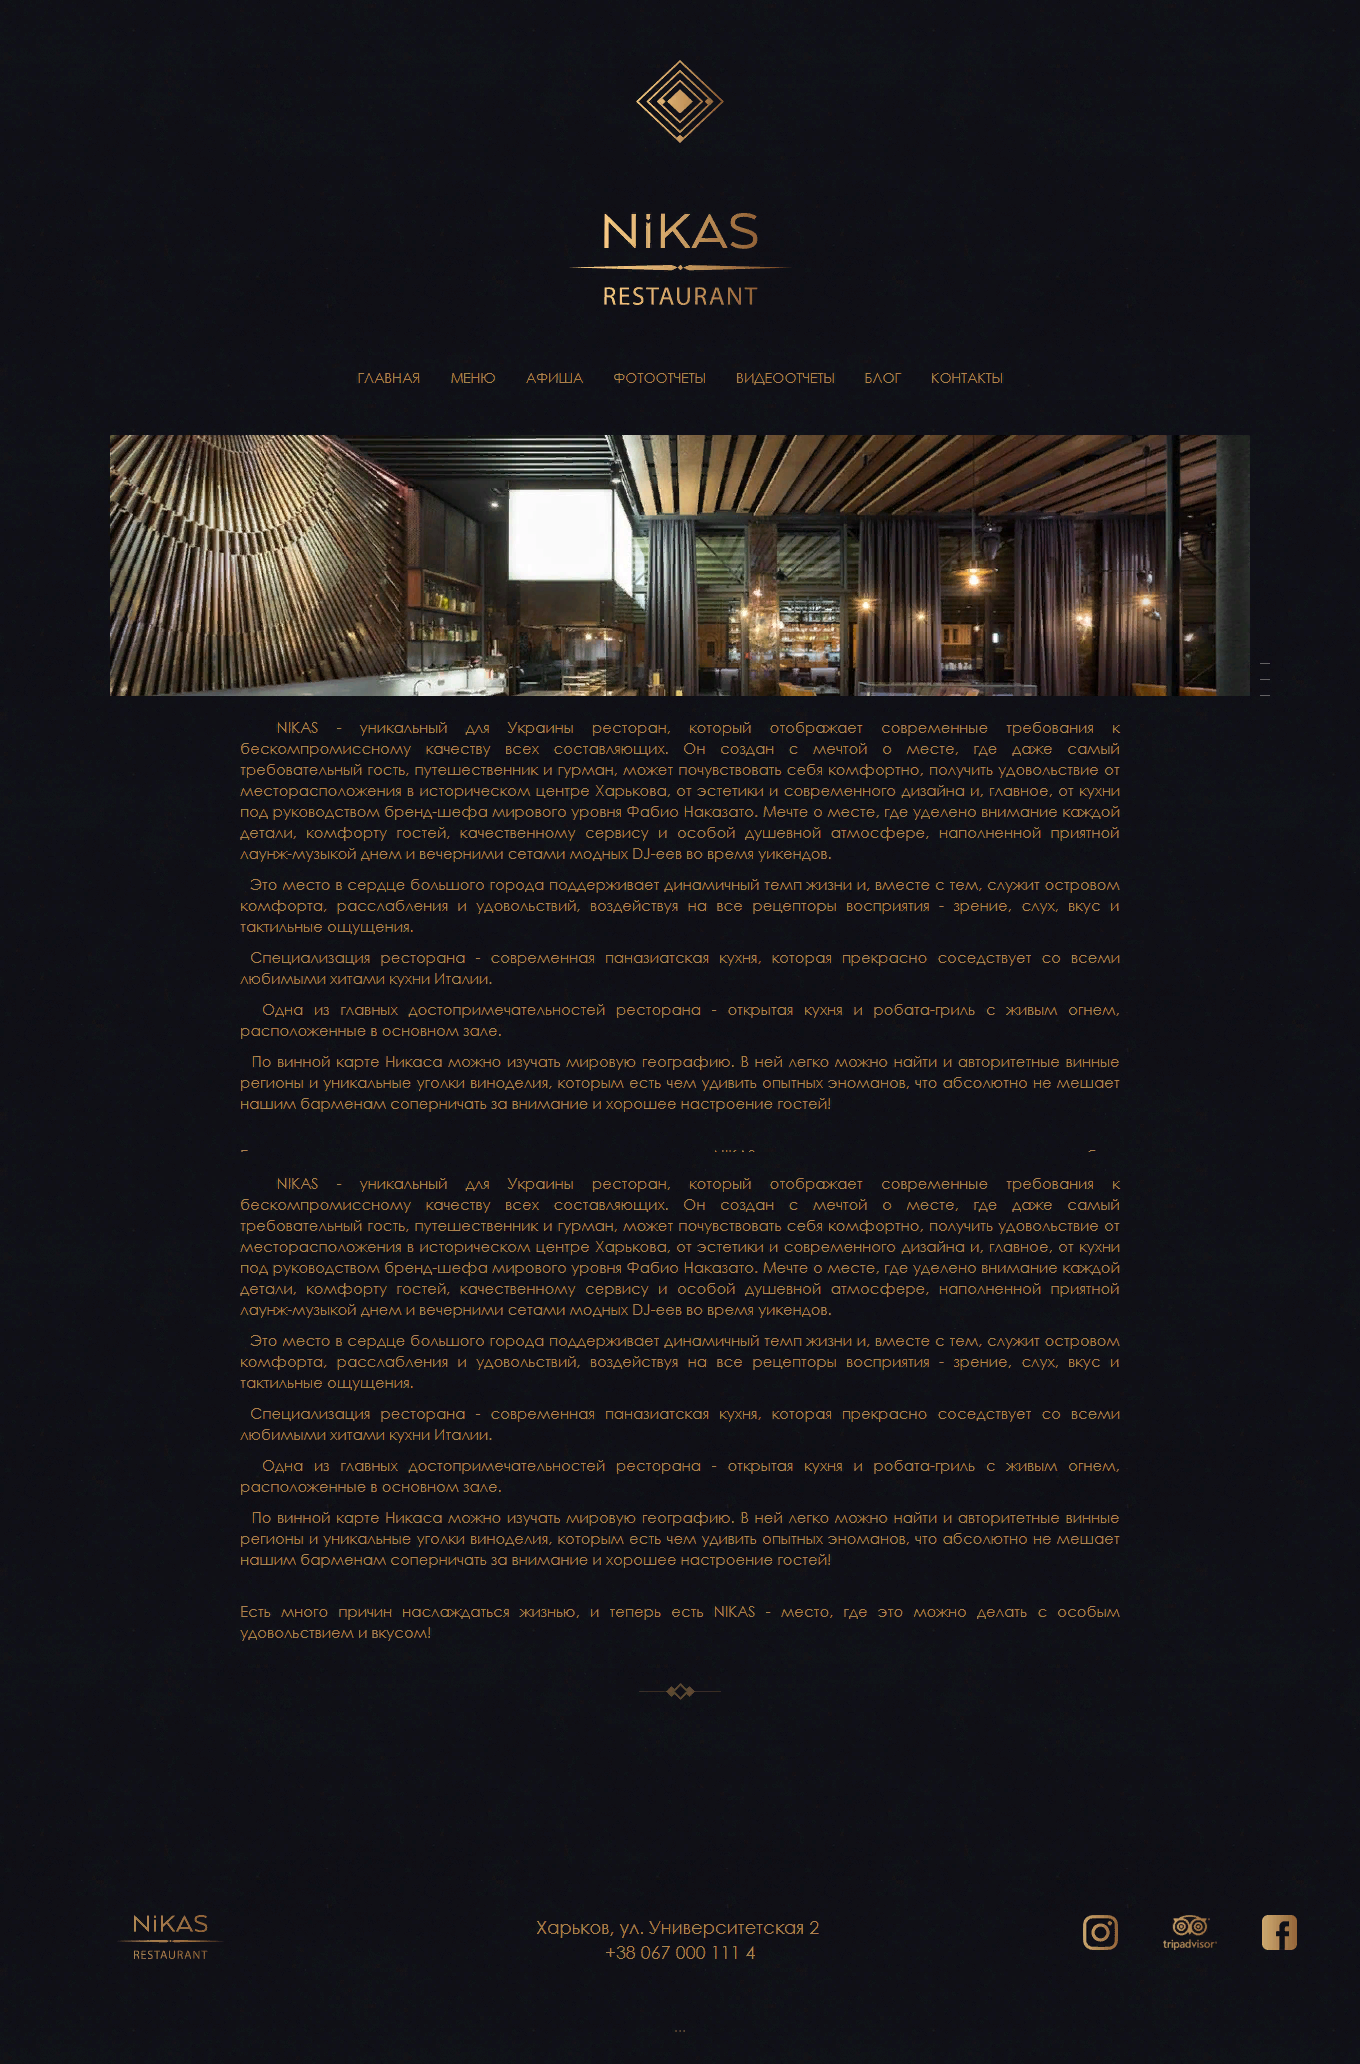 NiKAS
RESTAURANT
ГЛАВНАЯ МЕНЮ АФИША ФОТООТЧЕТЫ ВИДЕООТЧЕТЫ БЛОГ КОНТАКТЫ
NIKAS - уникальный для Украины ресторан, который отображает современные требования к
бескомпромиссному качеству всех составляющих. Он создан с мечтой о месте, где даже самый
требовательный гость, путешественник и гурман, может почувствовать себя комфортно, получить удовольствие от
месторасположения в историческом центре Харькова, от эстетики и современного дизайна и, главное, от кухни
под руководством бренд-шефа мирового уровня Фабио Наказато. Мечте о месте, где уделено внимание каждой
детали, комфорту гостей, качественному сервису и особой душевной атмосфере, наполненной приятной
лаунж-музыкой днем и вечерними сетами модных DJ-еев во время уикендов.
Это место в сердце большого города поддерживает динамичный темп жизни и, вместе с тем, служит островом
комфорта, расслабления и удовольствий, воздействуя на все рецепторы восприятия - зрение, слух, вкус и
тактильные ощущения.
Специализация ресторана - современная паназиатская кухня, которая прекрасно соседствует со всеми
любимыми хитами кухни Италии.
Одна из главных достопримечательностей ресторана - открытая кухня и робата-гриль с живым огнем,
расположенные в основном зале.
По винной карте Никаса можно изучать мировую географию. В ней легко можно найти и авторитетные винные
регионы и уникальные уголки виноделия, которым есть чем удивить опытных эноманов, что абсолютно не мешает
нашим барменам соперничать за внимание и хорошее настроение гостей!
NIKAS - уникальный для Украины ресторан, который отображает современные требования к
бескомпромиссному качеству всех составляющих. Он создан с мечтой о месте, где даже самый
требовательный гость, путешественник и гурман, может почувствовать себя комфортно, получить удовольствие от
месторасположения в историческом центре Харькова, от эстетики и современного дизайна и, главное, от кухни
под руководством бренд-шефа мирового уровня Фабио Наказато. Мечте о месте, где уделено внимание каждой
детали, комфорту гостей, качественному сервису и особой душевной атмосфере, наполненной приятной
лаунж-музыкой днем и вечерними сетами модных DJ-еев во время уикендов.
Это место в сердце большого города поддерживает динамичный темп жизни и, вместе с тем, служит островом
комфорта, расслабления и удовольствий, воздействуя на все рецепторы восприятия - зрение, слух, вкус и
тактильные ощущения.
Специализация ресторана - современная паназиатская кухня, которая прекрасно соседствует со всеми
любимыми хитами кухни Италии.
Одна из главных достопримечательностей ресторана - открытая кухня и робата-гриль с живым огнем,
расположенные в основном зале.
По винной карте Никаса можно изучать мировую географию. В ней легко можно найти и авторитетные винные
регионы и уникальные уголки виноделия, которым есть чем удивить опытных эноманов, что абсолютно не мешает
нашим барменам соперничать за внимание и хорошее настроение гостей!
Есть много причин наслаждаться жизнью, и теперь есть NIKAS - место, где это можно делать с особым
удовольствием и вкусом!
NiKAS
RESTAURANT
Харьков, ул. Университетская 2
+38 067 000 111 4
tripadvisor
...